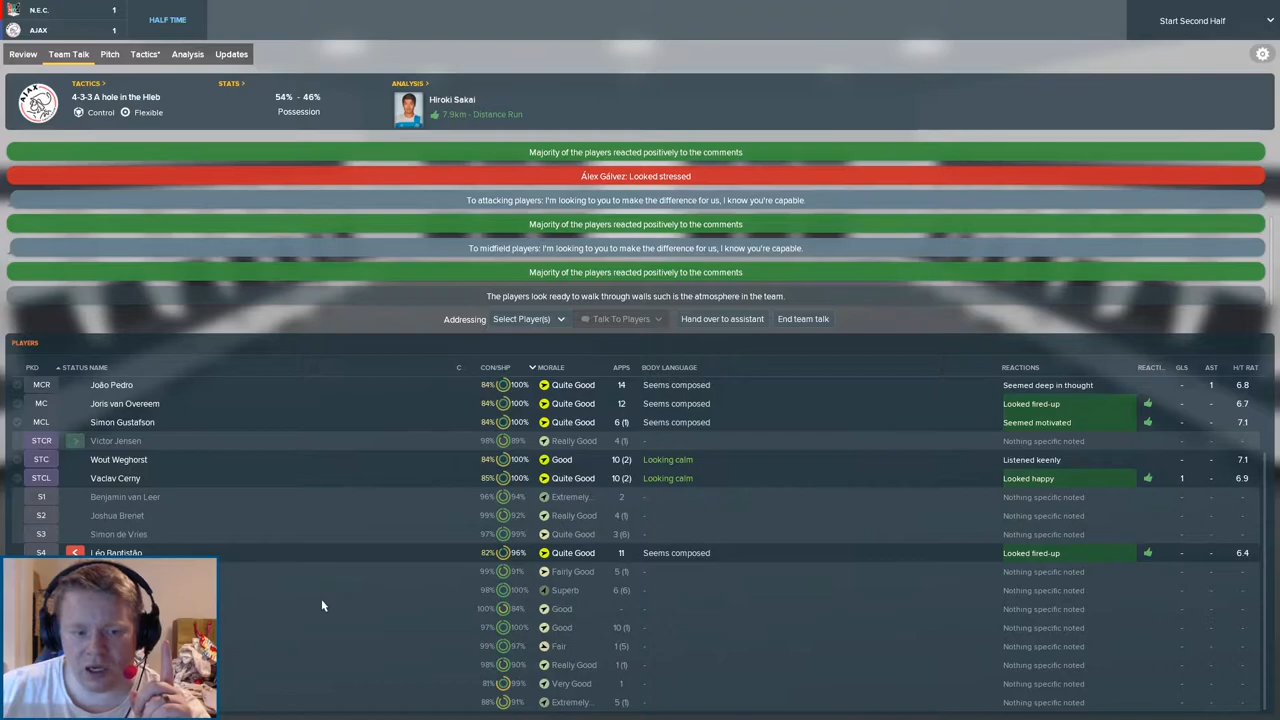 N.E.C. 1
AJAX 1
HALF TIME
Start Second Half
Review Team Talk Pitch Tactics* Analysis Updates
TACTICS > STATS > ANALYSIS >
4-3-3 A hole in the Hleb 54% - 46% Hiroki Sakai
Control Flexible Possession 7.9km - Distance Run
Majority of the players reacted positively to the comments
Álex Gálvez: Looked stressed
To attacking players: I'm looking to you to make the difference for us, I know you're capable.
Majority of the players reacted positively to the comments
To midfield players: I'm looking to you to make the difference for us, I know you're capable.
Majority of the players reacted positively to the comments
The players look ready to walk through walls such is the atmosphere in the team.
Addressing Select Player(s) Talk To Players Hand over to assistant End team talk
PLAYERS
PKD STATUS NAME C CON/SHP MORALE APPS BODY LANGUAGE REACTIONS REACTI... GLS AST H/T RAT
MCR João Pedro 84% 100% Quite Good 14 Seems composed Seemed deep in thought - 1 6.8
MC Joris van Overeem 84% 100% Quite Good 12 Seems composed Looked fired-up - - 6.7
MCL Simon Gustafson 84% 100% Quite Good 6 (1) Seems composed Seemed motivated - - 7.1
STCR Victor Jensen 98% 89% Really Good 4 (1) - Nothing specific noted - - -
STC Wout Weghorst 84% 100% Good 10 (2) Looking calm Listened keenly - - 7.1
STCL Vaclav Cerny 85% 100% Quite Good 10 (2) Looking calm Looked happy 1 - 6.9
S1 Benjamin van Leer 96% 94% Extremely... 2 - Nothing specific noted - - -
S2 Joshua Brenet 99% 92% Really Good 4 (1) - Nothing specific noted - - -
S3 Simon de Vries 97% 99% Quite Good 3 (6) - Nothing specific noted - - -
S4 Léo Baptistão 82% 96% Quite Good 11 Seems composed Looked fired-up - - 6.4
99% 91% Fairly Good 5 (1) - Nothing specific noted - - -
98% 100% Superb 6 (6) - Nothing specific noted - - -
100% 84% Good - - Nothing specific noted - - -
97% 100% Good 10 (1) - Nothing specific noted - - -
99% 97% Fair 1 (5) - Nothing specific noted - - -
98% 90% Really Good 1 (1) - Nothing specific noted - - -
81% 99% Very Good 1 - Nothing specific noted - - -
88% 91% Extremely... 5 (1) - Nothing specific noted - - -